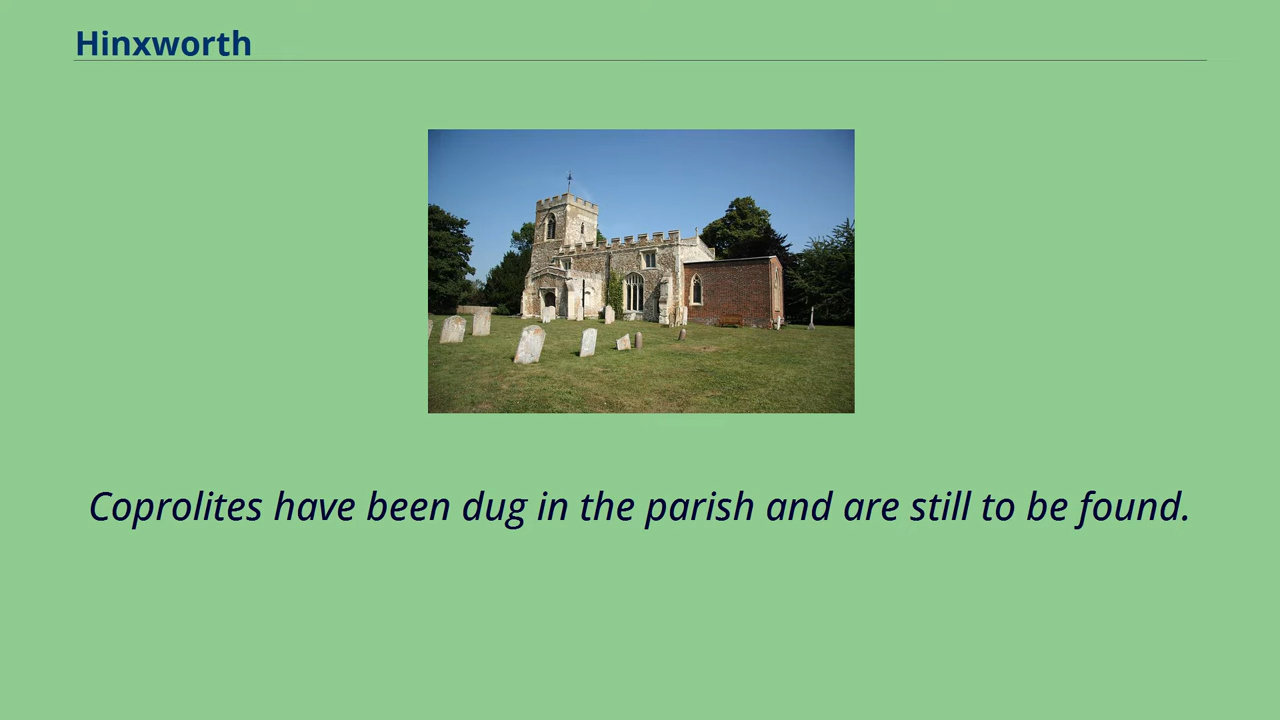 Hinxworth
Coprolites have been dug in the parish and are still to be found.